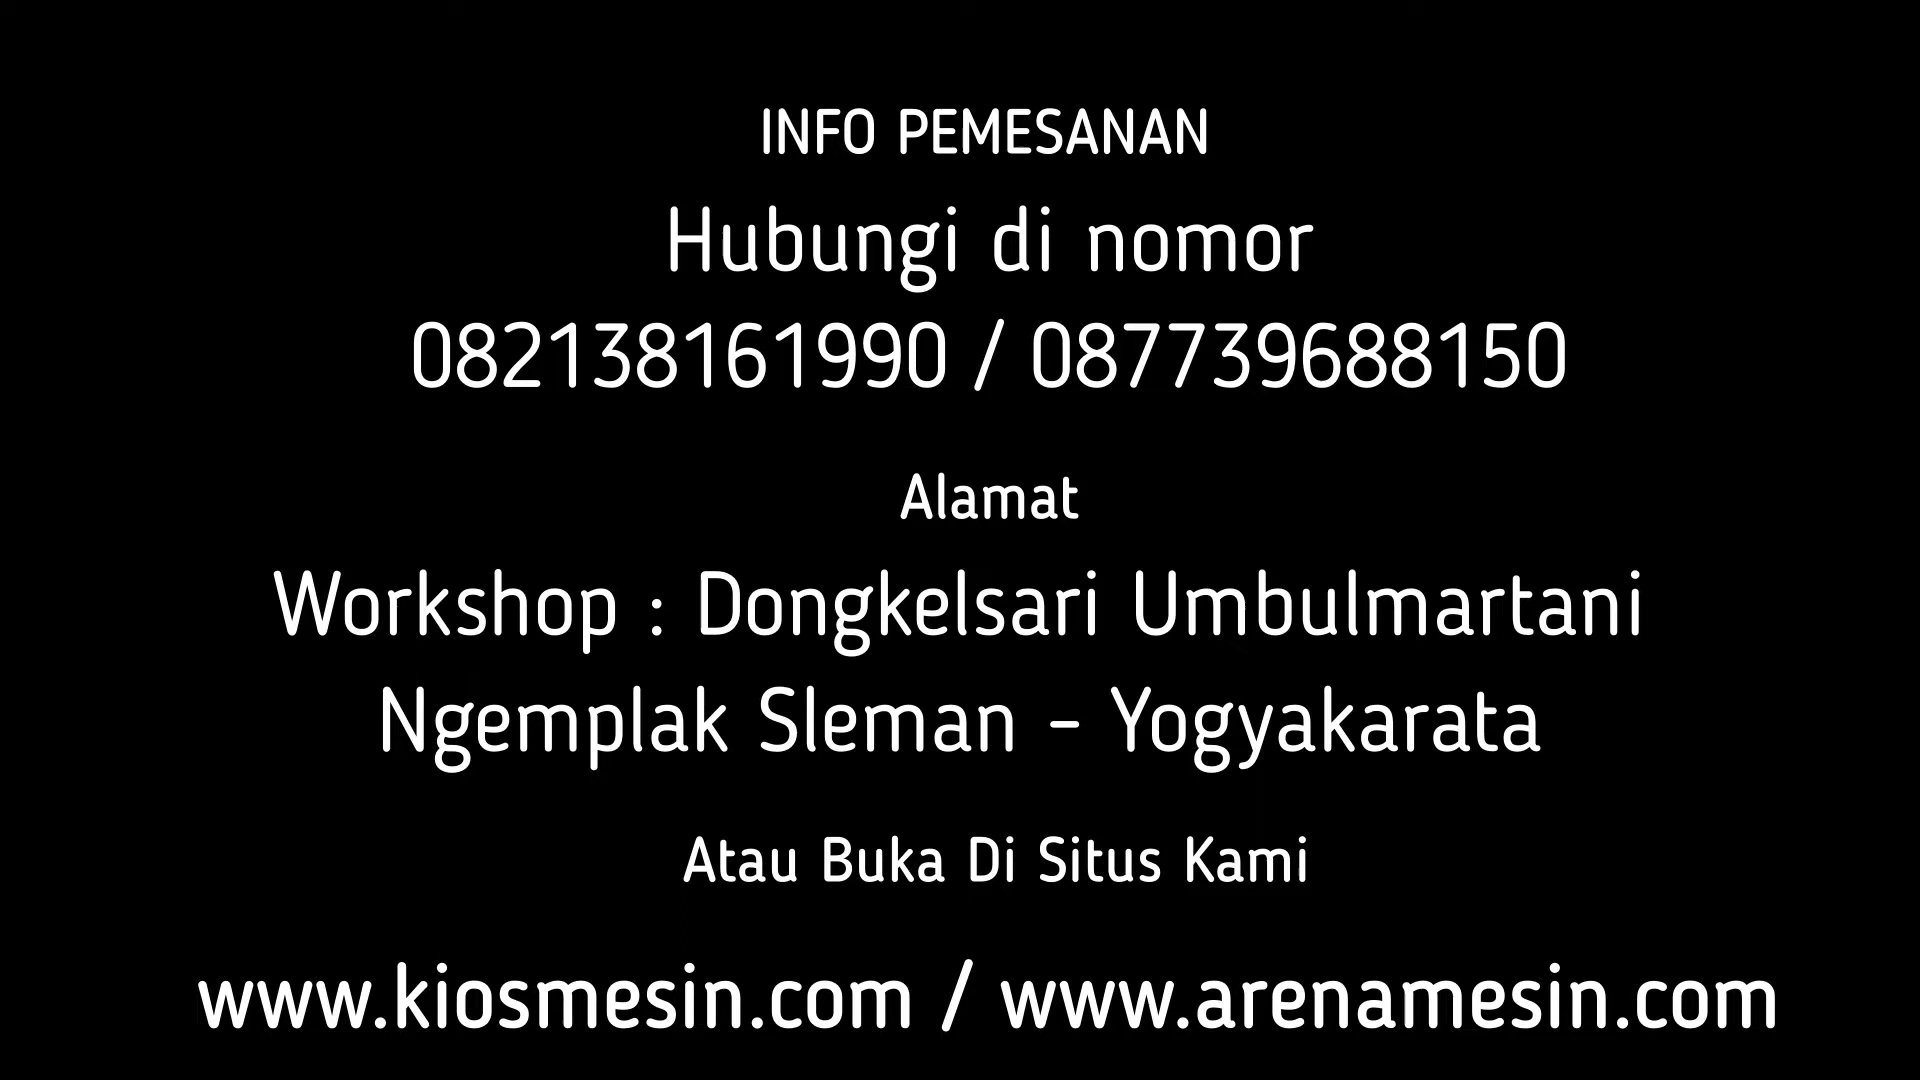 INFO PEMESANAN
Hubungi di nomor
082138161990 / 087739688150
Alamat
Workshop : Dongkelsari Umbulmartani
Ngemplak Sleman - Yogyakarata
Atau Buka Di Situs Kami
www.kiosmesin.com / www.arenamesin.com